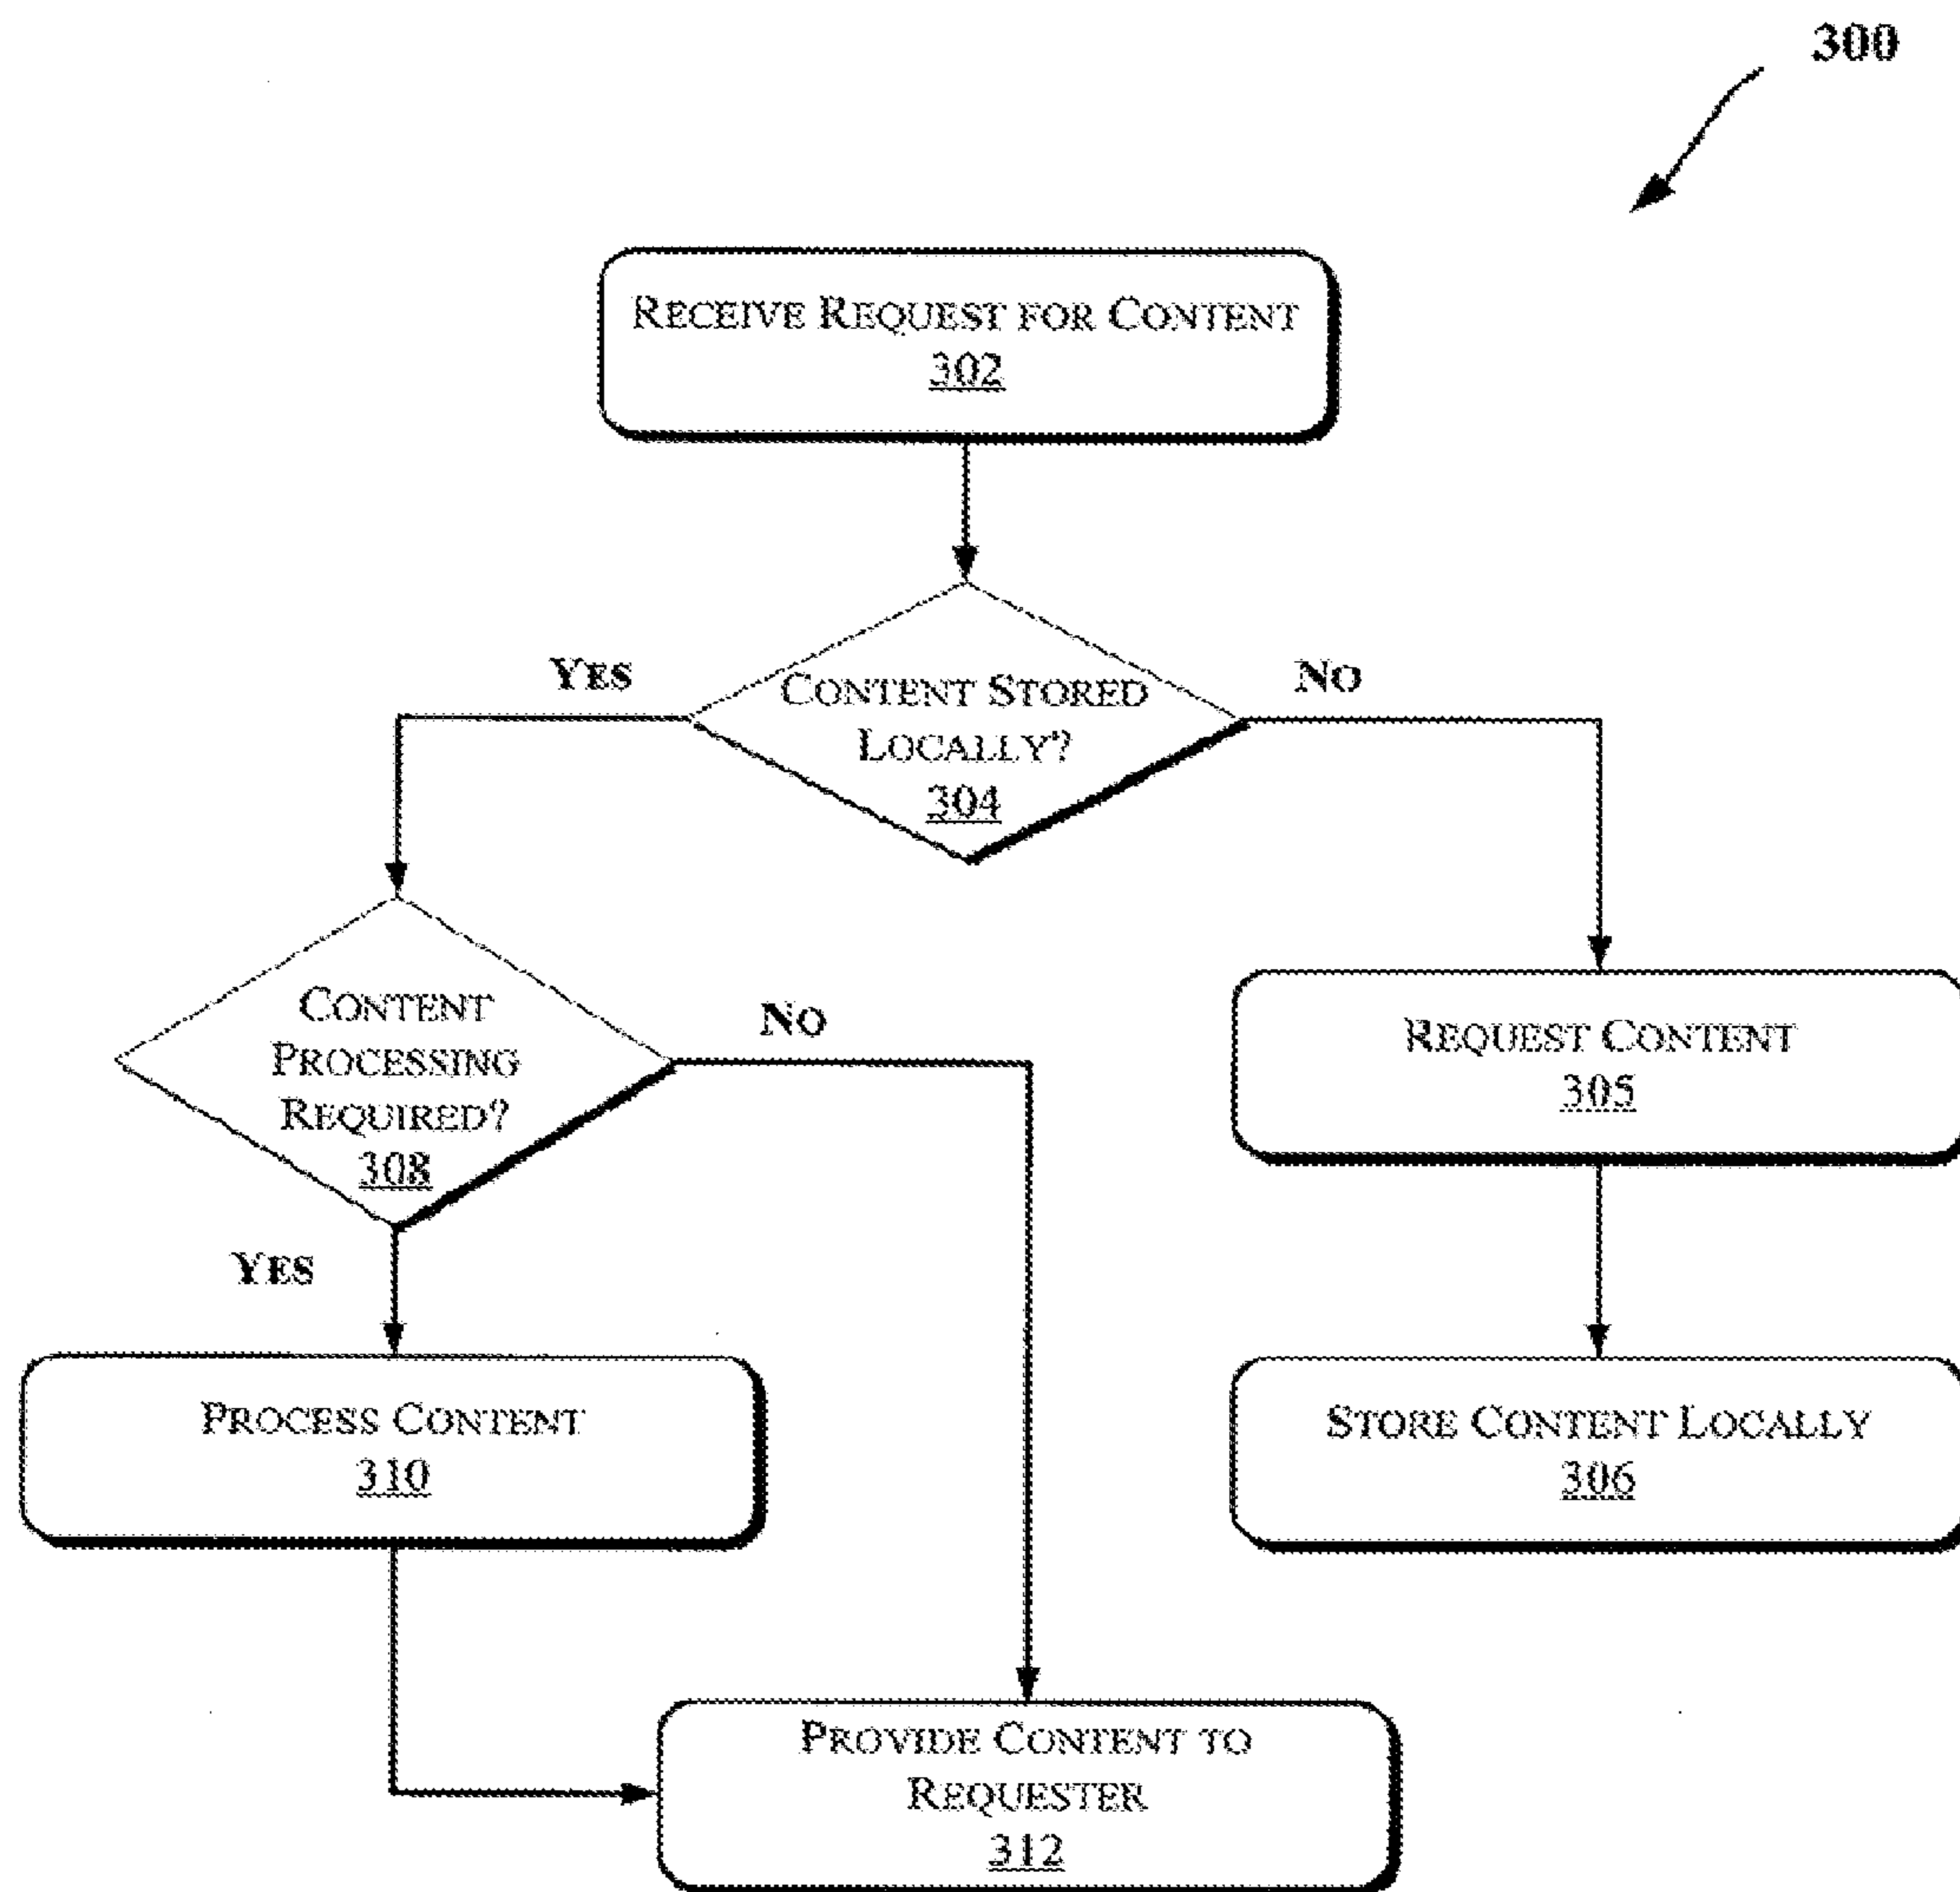 300
RECEIVE REQUEST FOR CONTENT
302
YES
NO
CONTENT STORED
LOCALLY?
304
CONTENT
PROCESSING
REQUIRED?
308
NO
REQUEST CONTENT
305
YES
PROCESS CONTENT
310
STORE CONTENT LOCALLY
306
PROVIDE CONTENT TO
REQUESTER
312